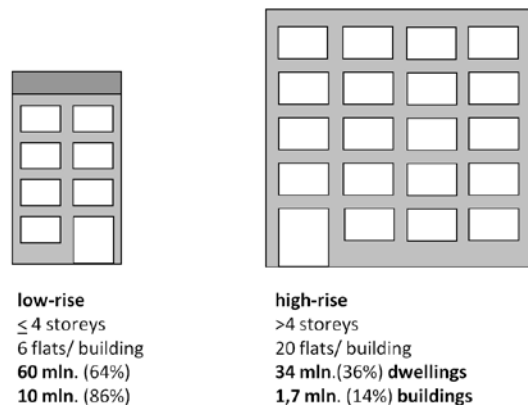 low-rise
≤ 4 storeys
6 flats/ building
60 mln. (64%)
10 mln. (86%)
high-rise
>4 storeys
20 flats/ building
34 mln.(36%) dwellings
1,7 mln. (14%) buildings